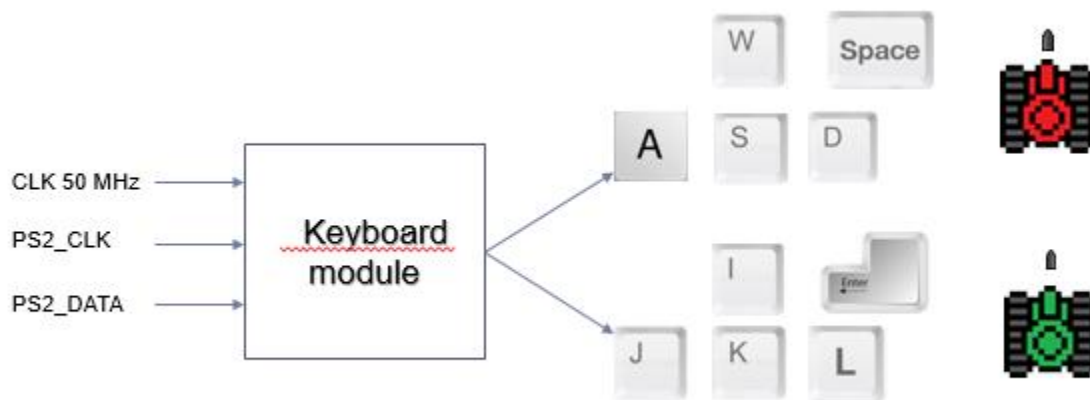 CLK 50 MHz
PS2_CLK
PS2_DATA
Keyboard
module
W
Space
A
S
D
I
Enter
J
K
L